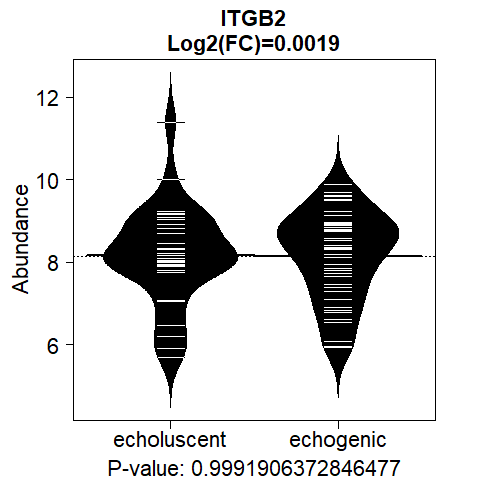 ITGB2
Log2(FC)=0.0019
Abundance
12
10
8
6
echoluscent echogenic
P-value: 0.9991906372846477